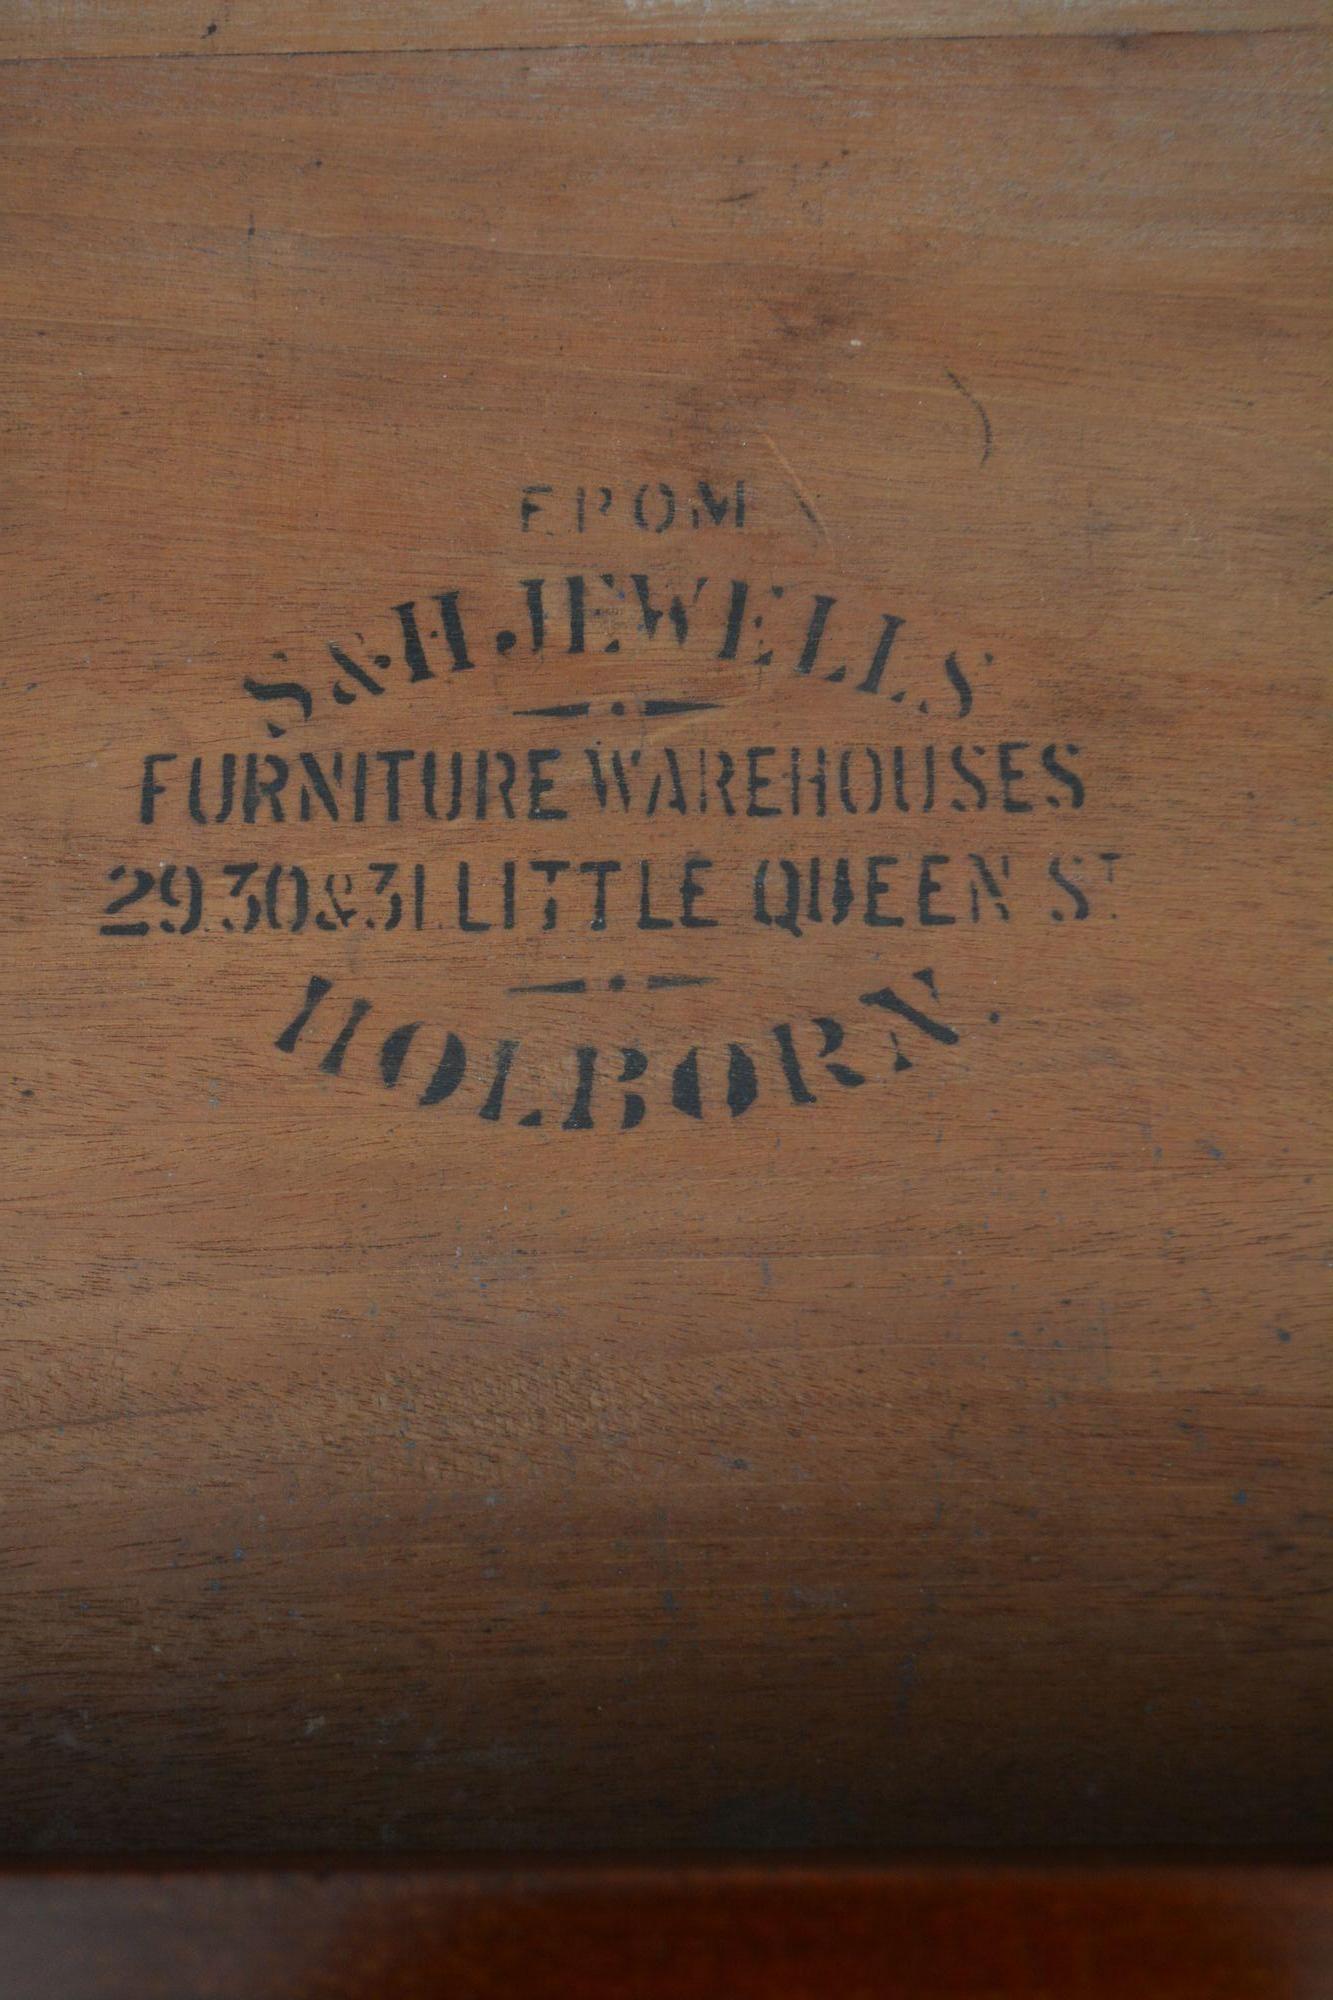 FROM
S & H. JEWELLS
FURNITURE WAREHOUSES
29.30 & 31. LITTLE QUEEN ST
HOLBORN.